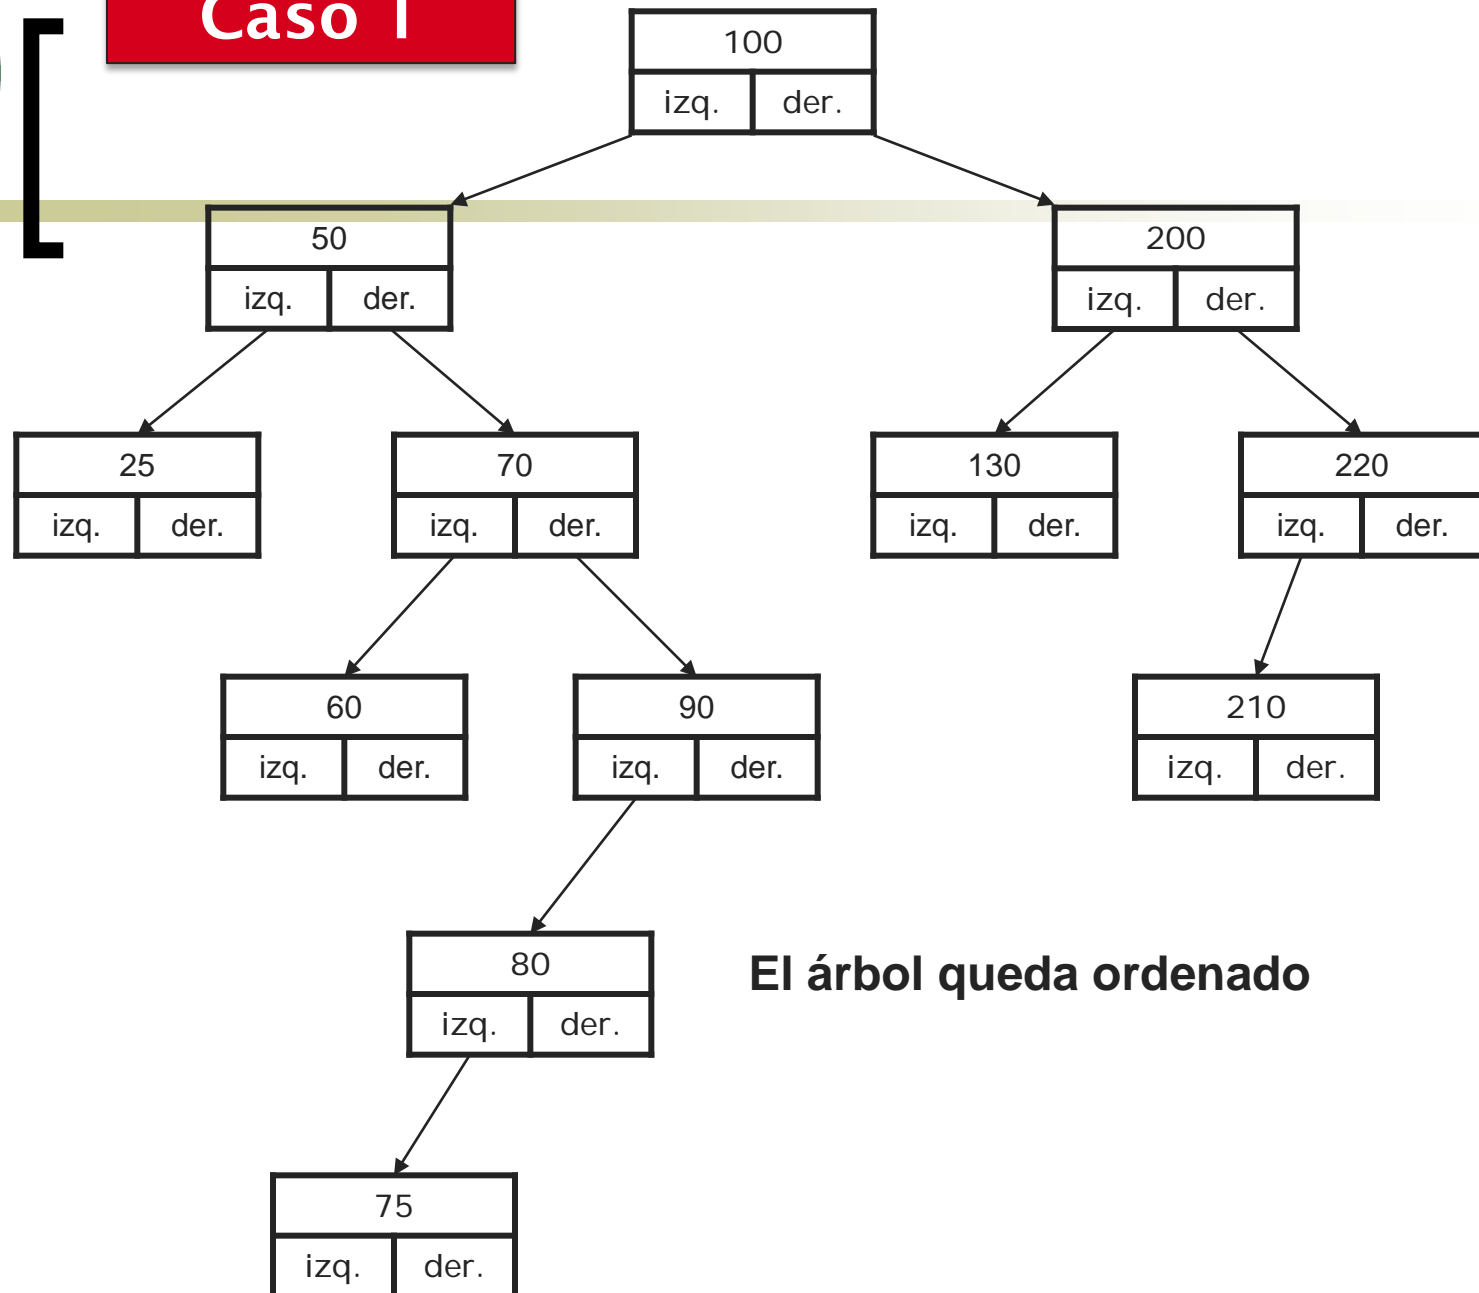 Caso 1
100
izq. der.
50
izq. der.
200
izq. der.
25
izq. der.
70
izq. der.
130
izq. der.
220
izq. der.
60
izq. der.
90
izq. der.
210
izq. der.
80
izq. der.
El árbol queda ordenado
75
izq. der.